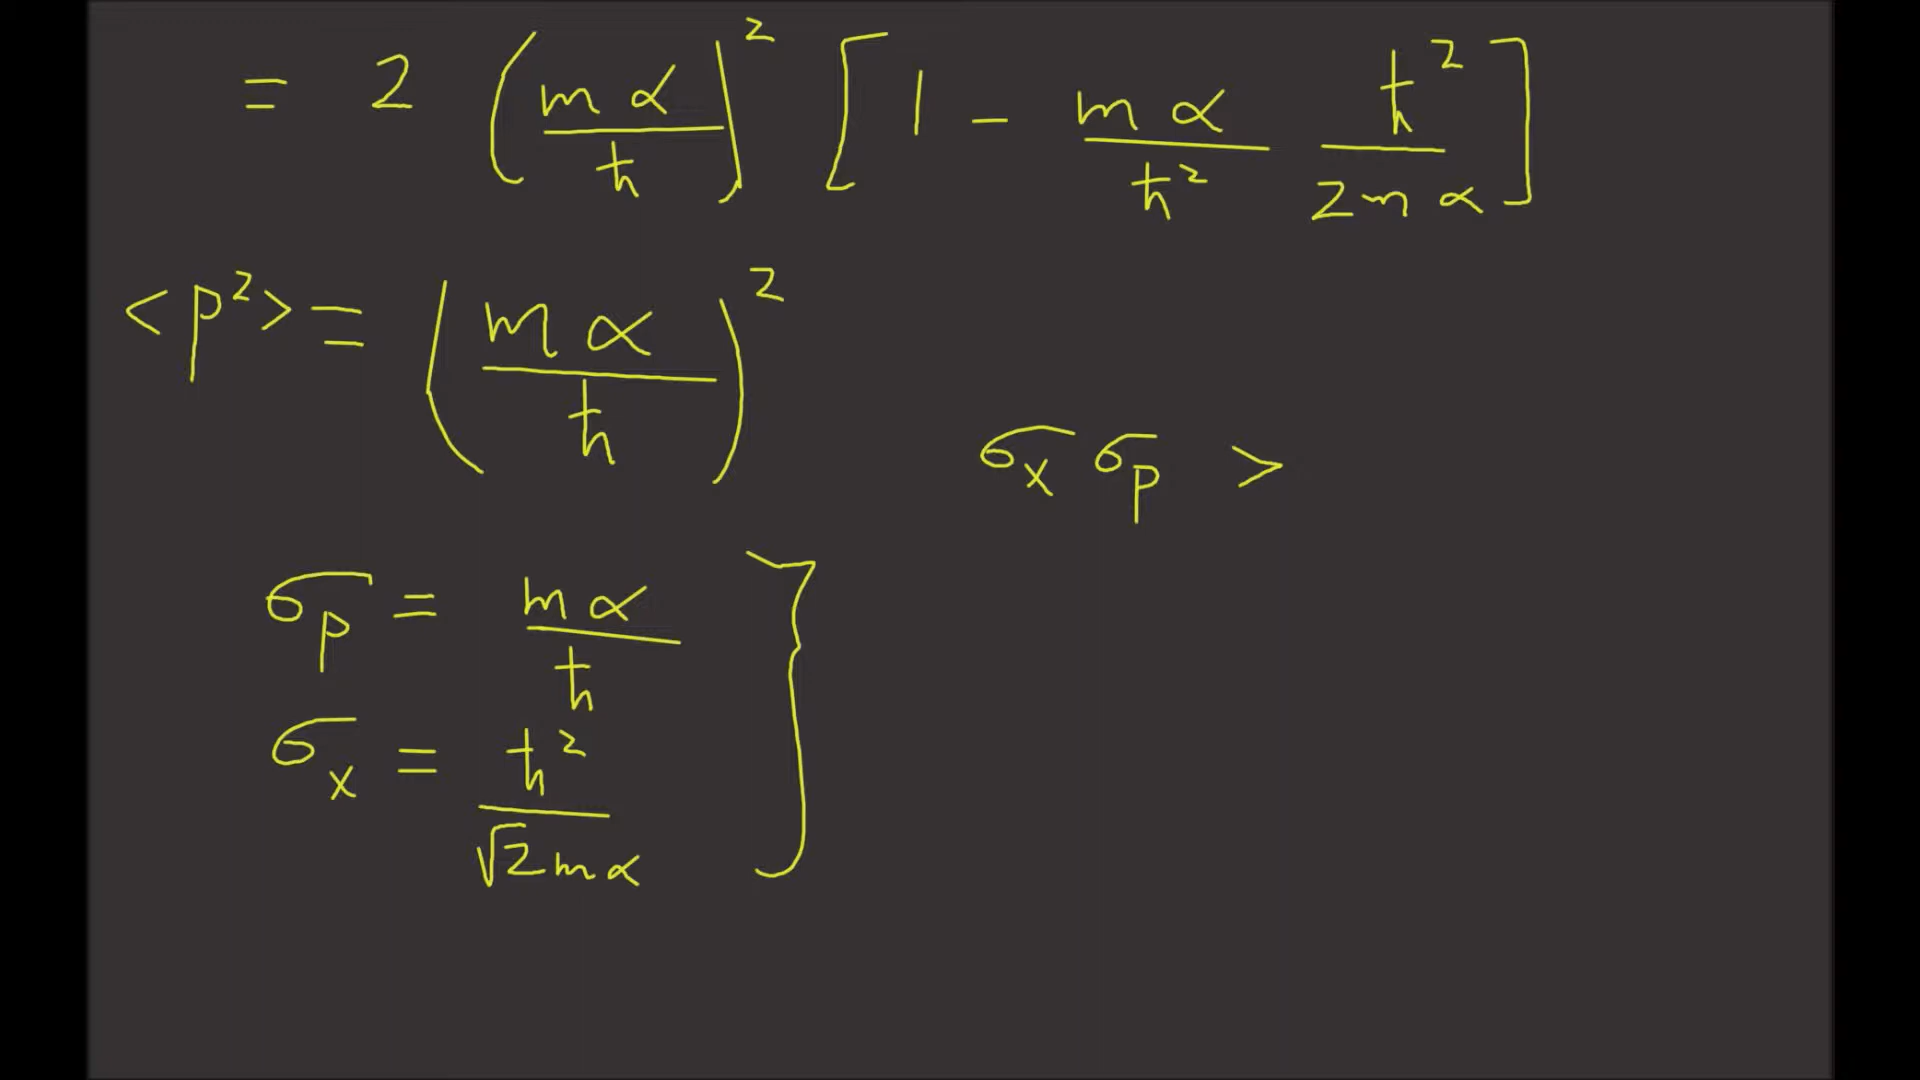 = 2 (mα/ħ)² [1 - mα/ħ² ħ²/2mα]
<p²> = (mα/ħ)²
σₓ σₚ >
σₚ = mα/ħ
σₓ = ħ²/√2mα }